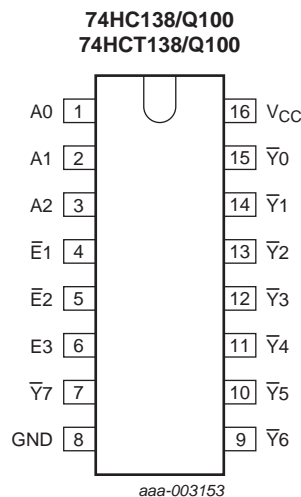 74HC138/Q100
74HCT138/Q100
A0 1 16 VCC
A1 2 15 Y̅0
A2 3 14 Y̅1
E̅1 4 13 Y̅2
E̅2 5 12 Y̅3
E3 6 11 Y̅4
Y̅7 7 10 Y̅5
GND 8 9 Y̅6
aaa-003153